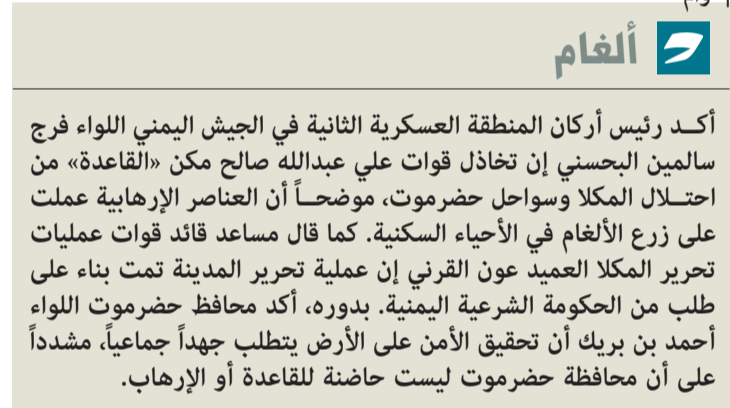 ألغام
أكــد رئيس أركان المنطقة العسكرية الثانية في الجيش اليمني اللواء فرج
سالمين البحسني إن تخاذل قوات علي عبدالله صالح مكن «القاعدة» من
احتــلال المكلا وسواحل حضرموت، موضحــاً أن العناصر الإرهابية عملت
على زرع الألغام في الأحياء السكنية. كما قال مساعد قائد قوات عمليات
تحرير المكلا العميد عون القرني إن عملية تحرير المدينة تمت بناء على
طلب من الحكومة الشرعية اليمنية. بدوره، أكد محافظ حضرموت اللواء
أحمد بن بريك أن تحقيق الأمن على الأرض يتطلب جهداً جماعياً، مشدداً
على أن محافظة حضرموت ليست حاضنة للقاعدة أو الإرهاب.